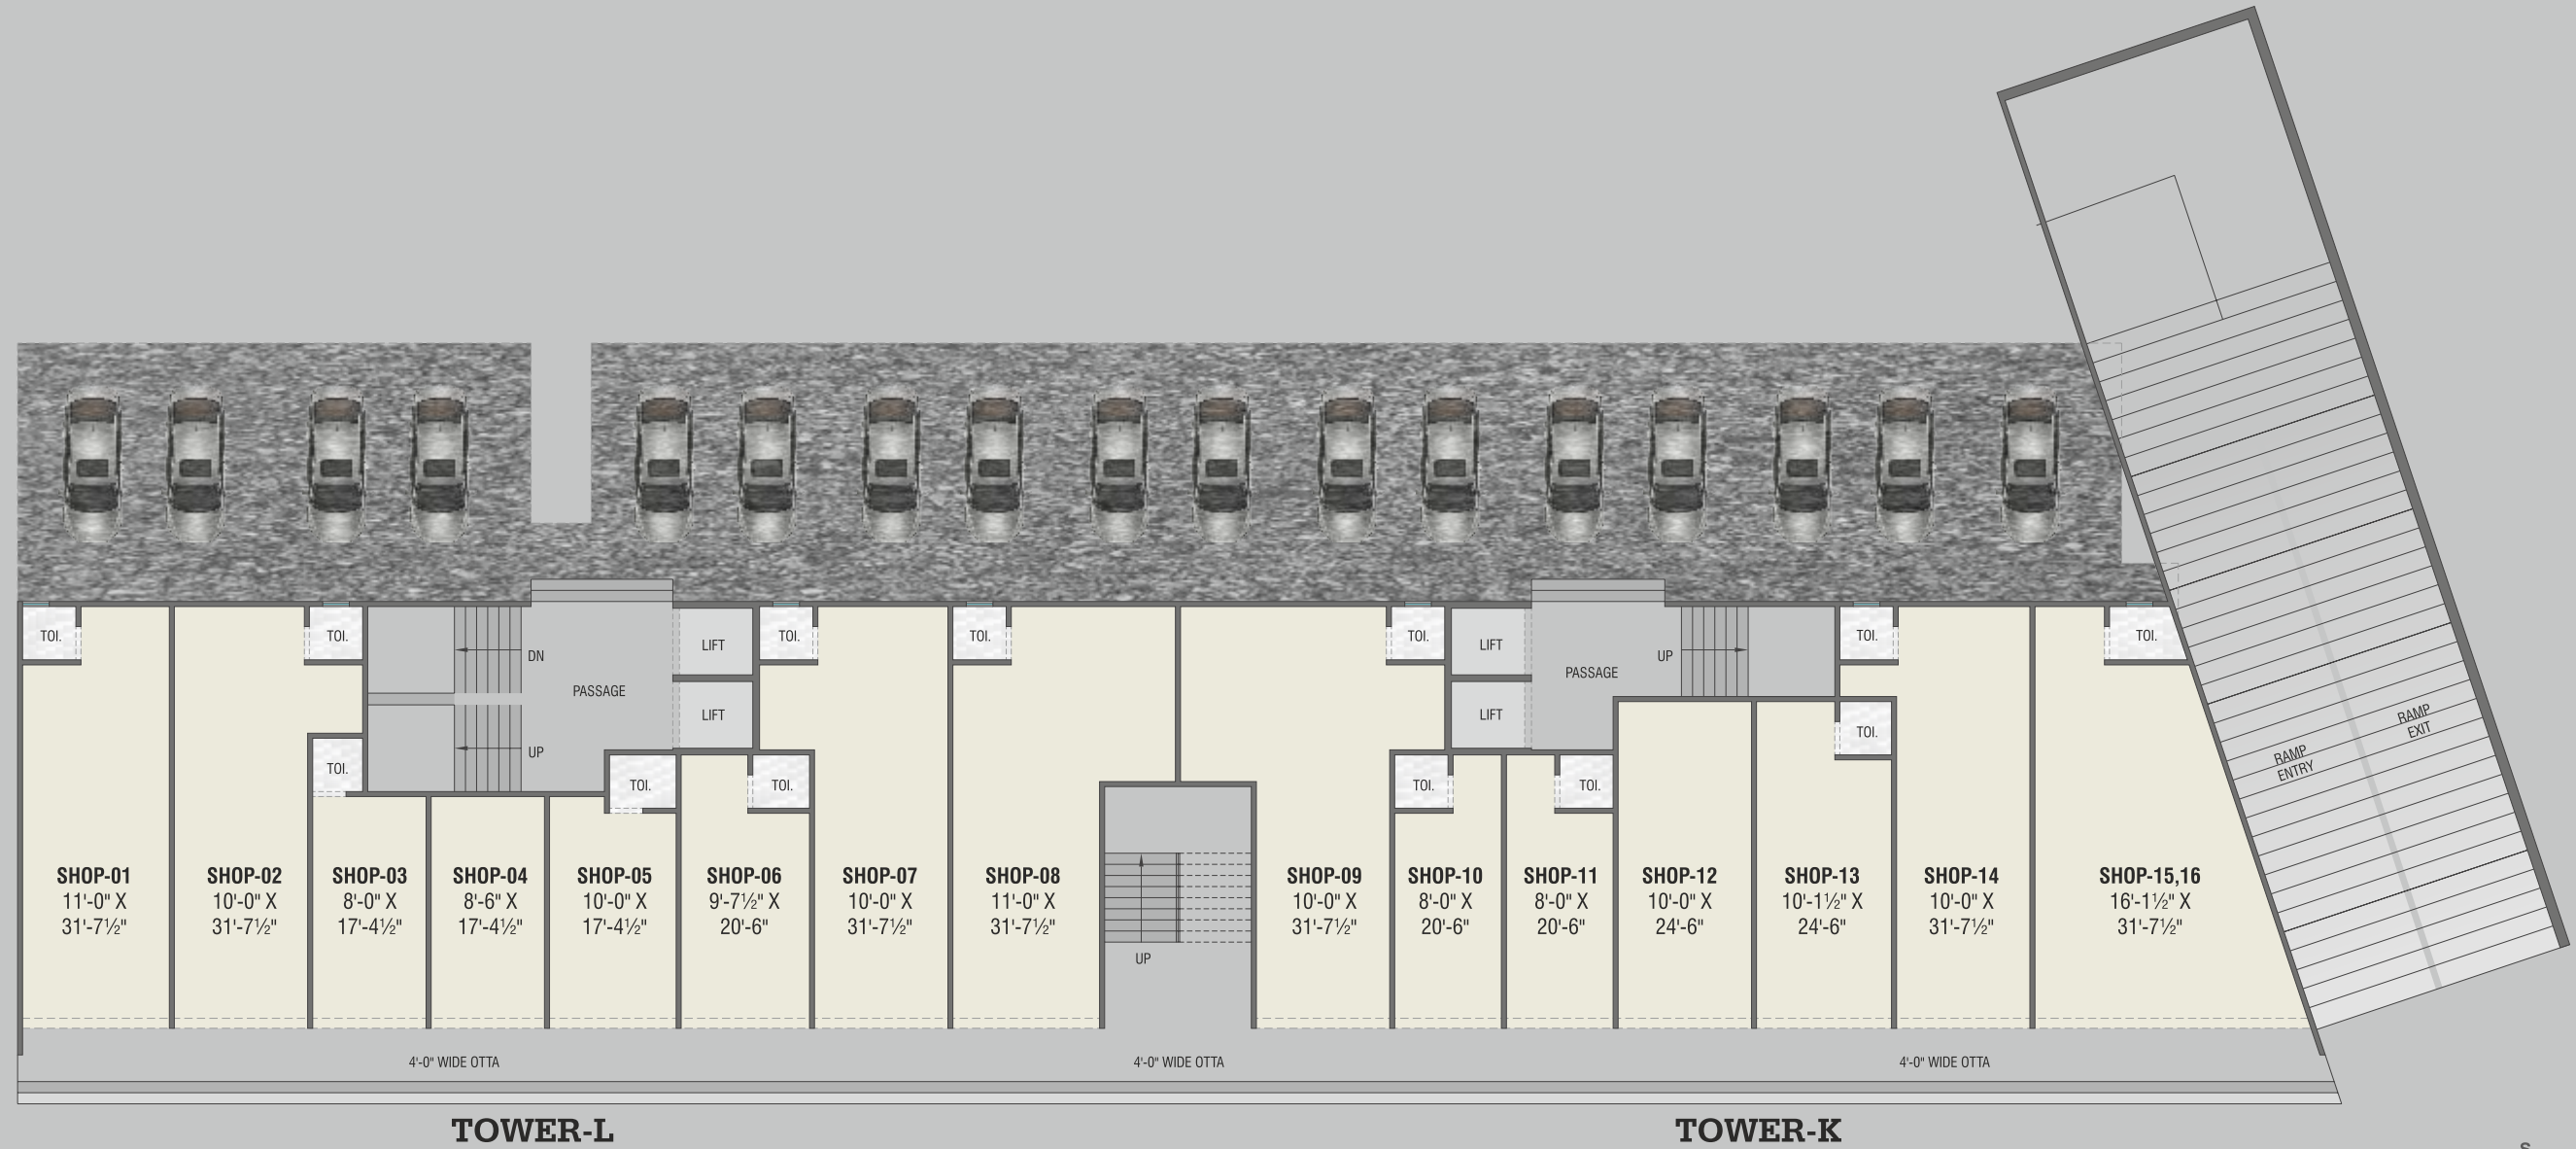 TOI.
TOI.
DN
LIFT
TOI.
TOI.
TOI.
LIFT
UP
TOI.
TOI.
PASSAGE
PASSAGE
LIFT
LIFT
TOI.
UP
TOI.
TOI.
TOI.
TOI.
TOI.
RAMP
EXIT
RAMP
ENTRY
SHOP-01
11'-0" X
31'-7½"
SHOP-02
10'-0" X
31'-7½"
SHOP-03
8'-0" X
17'-4½"
SHOP-04
8'-6" X
17'-4½"
SHOP-05
10'-0" X
17'-4½"
SHOP-06
9'-7½" X
20'-6"
SHOP-07
10'-0" X
31'-7½"
SHOP-08
11'-0" X
31'-7½"
SHOP-09
10'-0" X
31'-7½"
SHOP-10
8'-0" X
20'-6"
SHOP-11
8'-0" X
20'-6"
SHOP-12
10'-0" X
24'-6"
SHOP-13
10'-1½" X
24'-6"
SHOP-14
10'-0" X
31'-7½"
SHOP-15,16
16'-1½" X
31'-7½"
UP
4'-0" WIDE OTTA
4'-0" WIDE OTTA
4'-0" WIDE OTTA
TOWER-L
TOWER-K